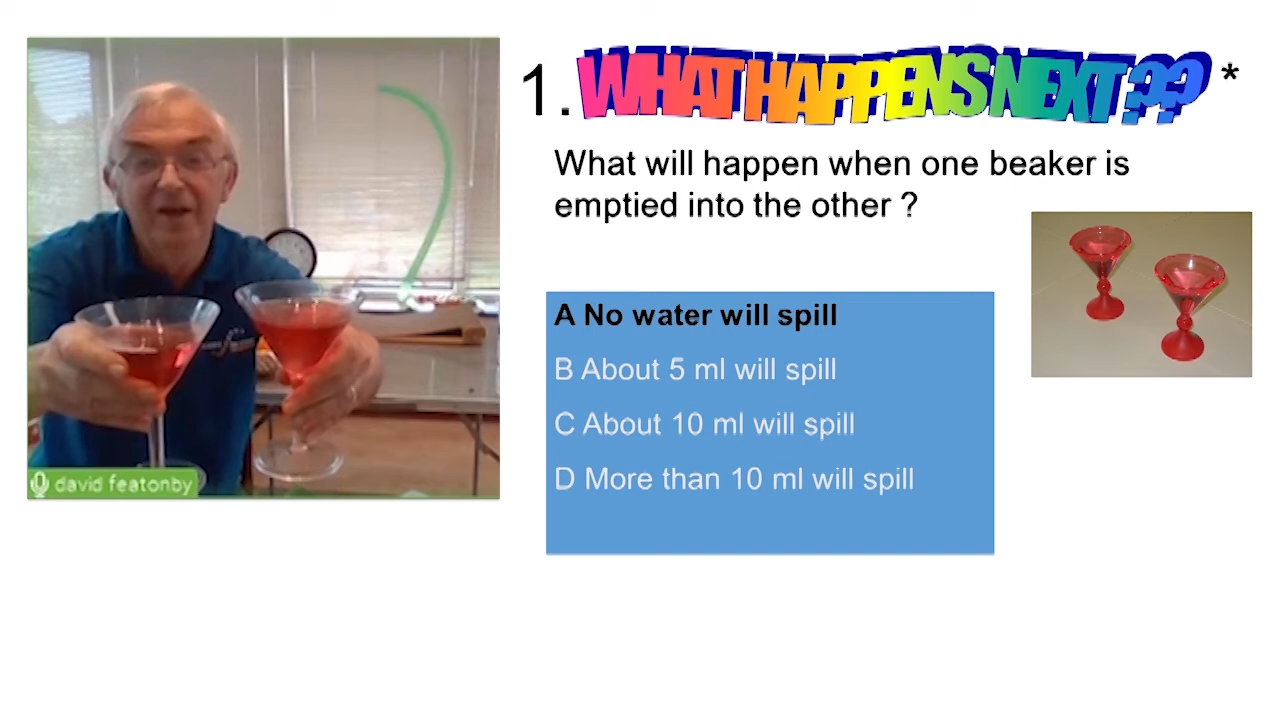 1. WHAT HAPPENS NEXT ?? *
What will happen when one beaker is
emptied into the other ?
A No water will spill
B About 5 ml will spill
C About 10 ml will spill
D More than 10 ml will spill
david featonby